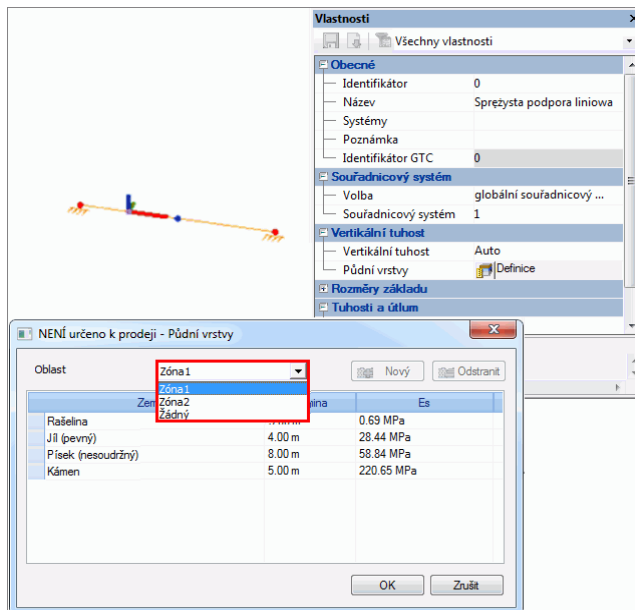 Vlastnosti
Všechny vlastnosti
Obecné
Identifikátor 0
Název Sprężysta podpora liniowa
Systémy
Poznámka
Identifikátor GTC 0
Souřadnicový systém
Volba globální souřadnicový ...
Souřadnicový systém 1
Vertikální tuhost
Vertikální tuhost Auto
Půdní vrstvy Definice
Rozměry základu
Tuhosti a útlum
NENÍ určeno k prodeji - Půdní vrstvy
Oblast Zóna1 Nový Odstranit
Zóna1
Zóna2
Žádný
Es
Rašelina 0.69 MPa
Jíl (pevný) 4.00 m 28.44 MPa
Písek (nesoudržný) 8.00 m 58.84 MPa
Kámen 5.00 m 220.65 MPa
OK Zrušit